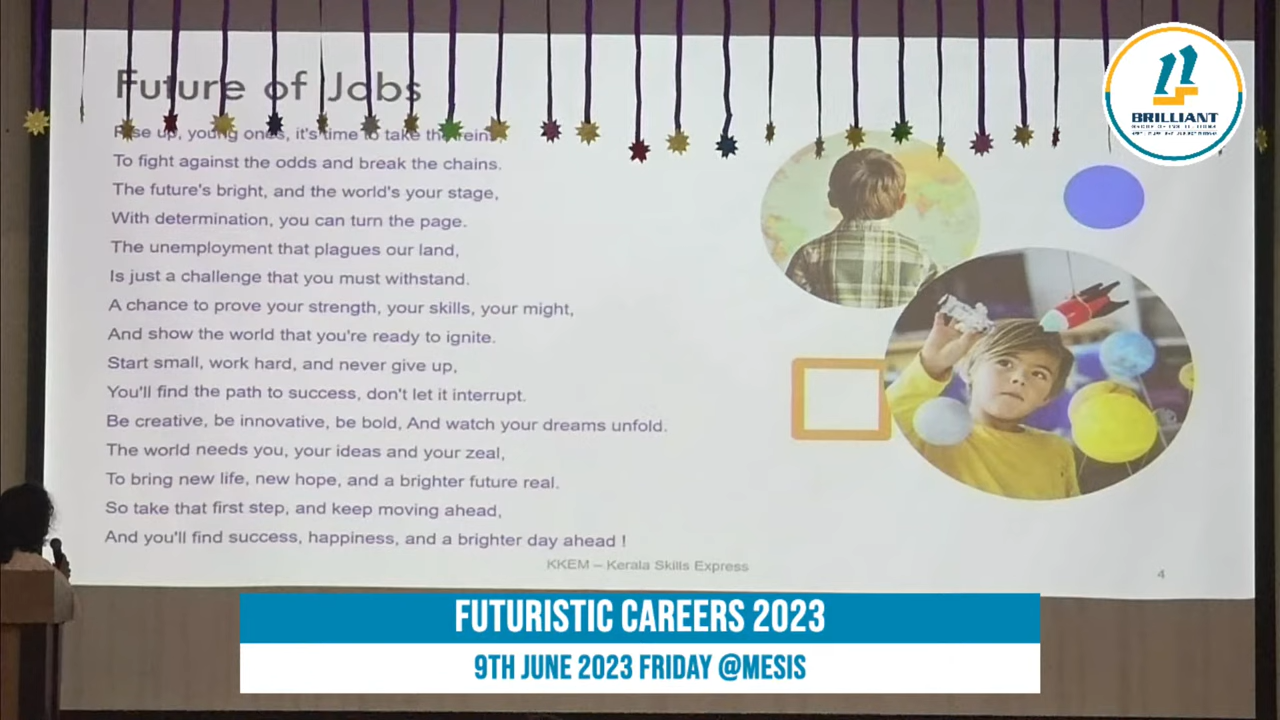 Future of Jobs
Rise up, young ones, it's time to take the reins
To fight against the odds and break the chains.
The future's bright, and the world's your stage,
With determination, you can turn the page.
The unemployment that plagues our land,
Is just a challenge that you must withstand.
A chance to prove your strength, your skills, your might,
And show the world that you're ready to ignite.
Start small, work hard, and never give up,
You'll find the path to success, don't let it interrupt.
Be creative, be innovative, be bold, And watch your dreams unfold.
The world needs you, your ideas and your zeal,
To bring new life, new hope, and a brighter future real.
So take that first step, and keep moving ahead,
And you'll find success, happiness, and a brighter day ahead !
KKEM – Kerala Skills Express
4
BRILLIANT
GROUP OF INSTITUTIONS
FUTURISTIC CAREERS 2023
9TH JUNE 2023 FRIDAY @MESIS